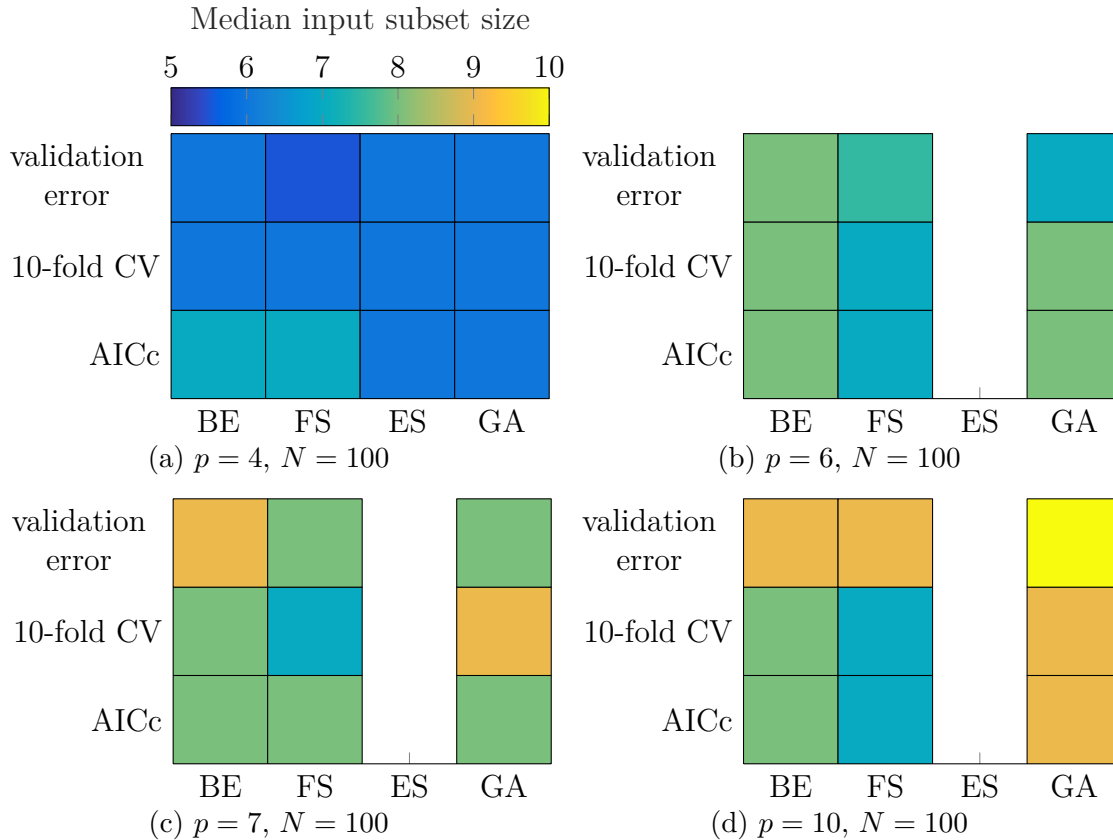 Median input subset size
5 6 7 8 9 10
validation
error
10-fold CV
AICc
BE FS ES GA
(a) p = 4, N = 100
validation
error
10-fold CV
AICc
BE FS ES GA
(b) p = 6, N = 100
validation
error
10-fold CV
AICc
BE FS ES GA
(c) p = 7, N = 100
validation
error
10-fold CV
AICc
BE FS ES GA
(d) p = 10, N = 100